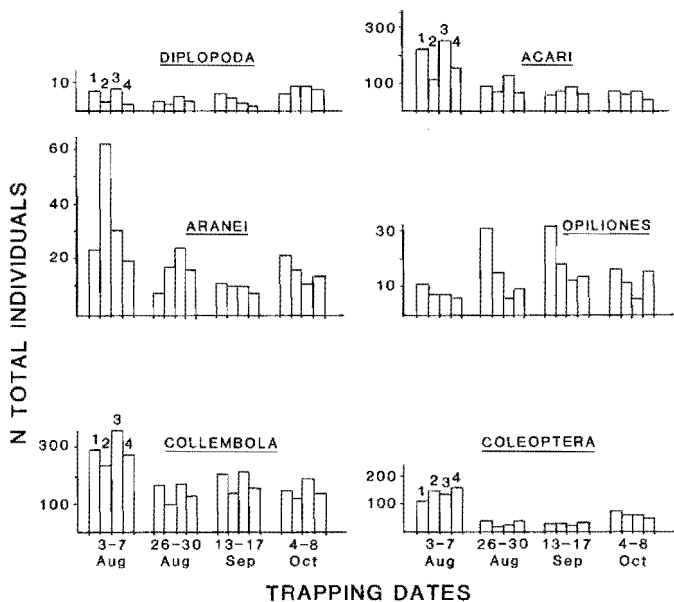 DIPLOPODA
10
1 2 3 4
ACARI
300
100
1 2 3 4
ARANEI
60
40
20
OPILIONES
30
10
COLLEMBOLA
300
100
1 2 3 4
COLEOPTERA
200
100
1 2 3 4
3-7 26-30 13-17 4-8
Aug Aug Sep Oct
3-7 26-30 13-17 4-8
Aug Aug Sep Oct
N TOTAL INDIVIDUALS
TRAPPING DATES